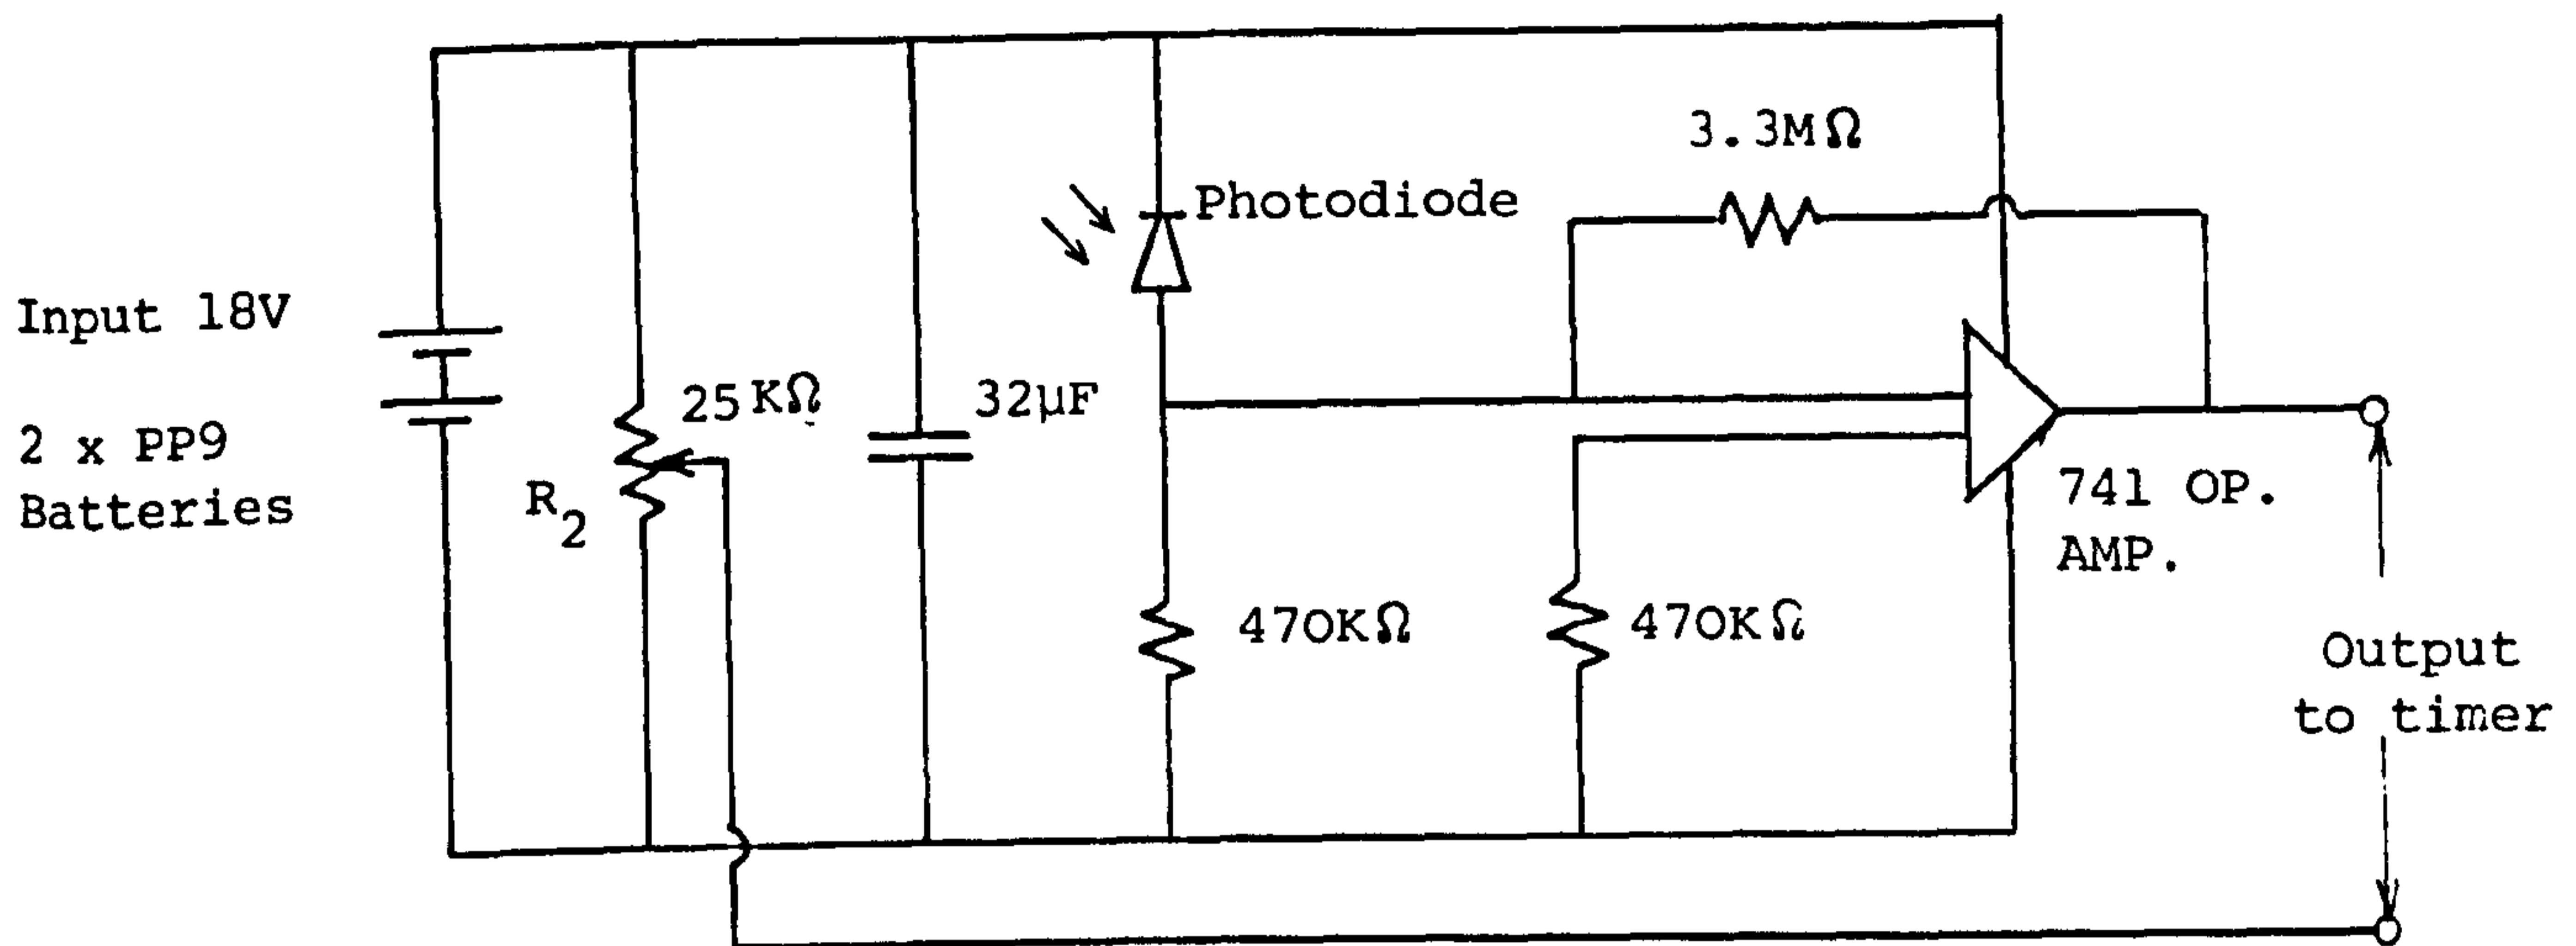 3.3MΩ
Photodiode
Input 18V
25KΩ
32µF
2 x PP9
Batteries
R2
741 OP.
AMP.
470KΩ
470KΩ
Output
to timer